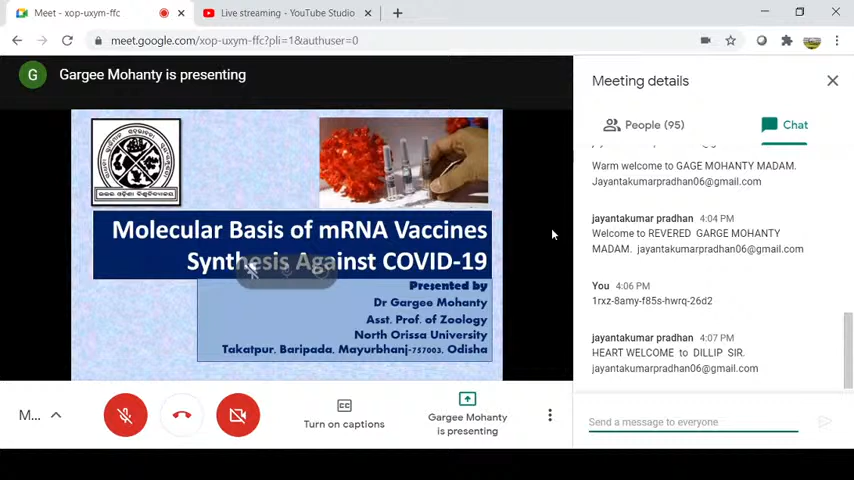 Meet - xop-uxym-ffc
Live streaming - YouTube Studio
meet.google.com/xop-uxym-ffc?pli=1&authuser=0
G
Gargee Mohanty is presenting
Molecular Basis of mRNA Vaccines
Synthesis Against COVID-19
Presented by
Dr Gargee Mohanty
Asst. Prof. of Zoology
North Orissa University
Takatpur, Baripada, Mayurbhanj-757003, Odisha
M...
Turn on captions
Gargee Mohanty
is presenting
Meeting details
People (95)
Chat
Warm welcome to GAGE MOHANTY MADAM.
Jayantakumarpradhan06@gmail.com
jayantakumar pradhan 4:04 PM
Welcome to REVERED GARGE MOHANTY
MADAM. jayantakumarpradhan06@gmail.com
You 4:06 PM
1rxz-8amy-f85s-hwrq-26d2
jayantakumar pradhan 4:07 PM
HEART WELCOME to DILLIP SIR.
jayantakumarpradhan06@gmail.com
Send a message to everyone